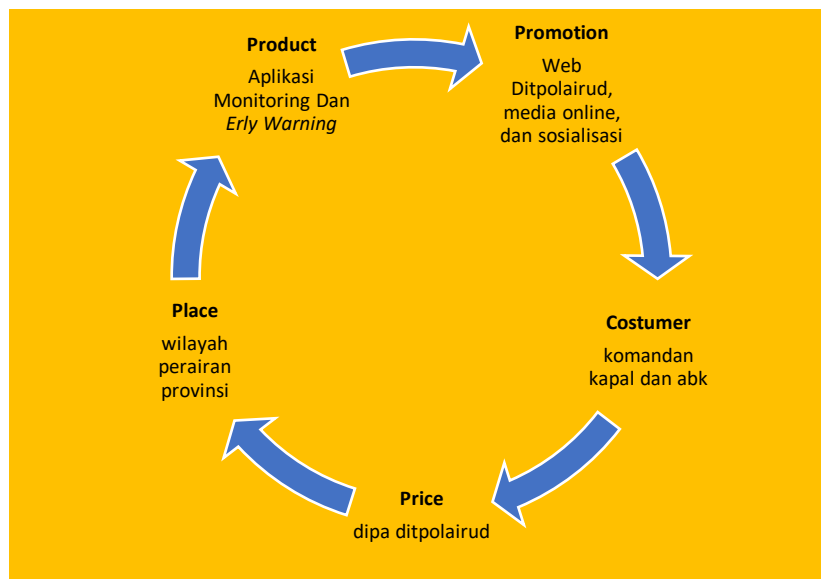 Product
Aplikasi
Monitoring Dan
Erly Warning
Promotion
Web
Ditpolairud,
media online,
dan sosialisasi
Costumer
komandan
kapal dan abk
Price
dipa ditpolairud
Place
wilayah
perairan
provinsi